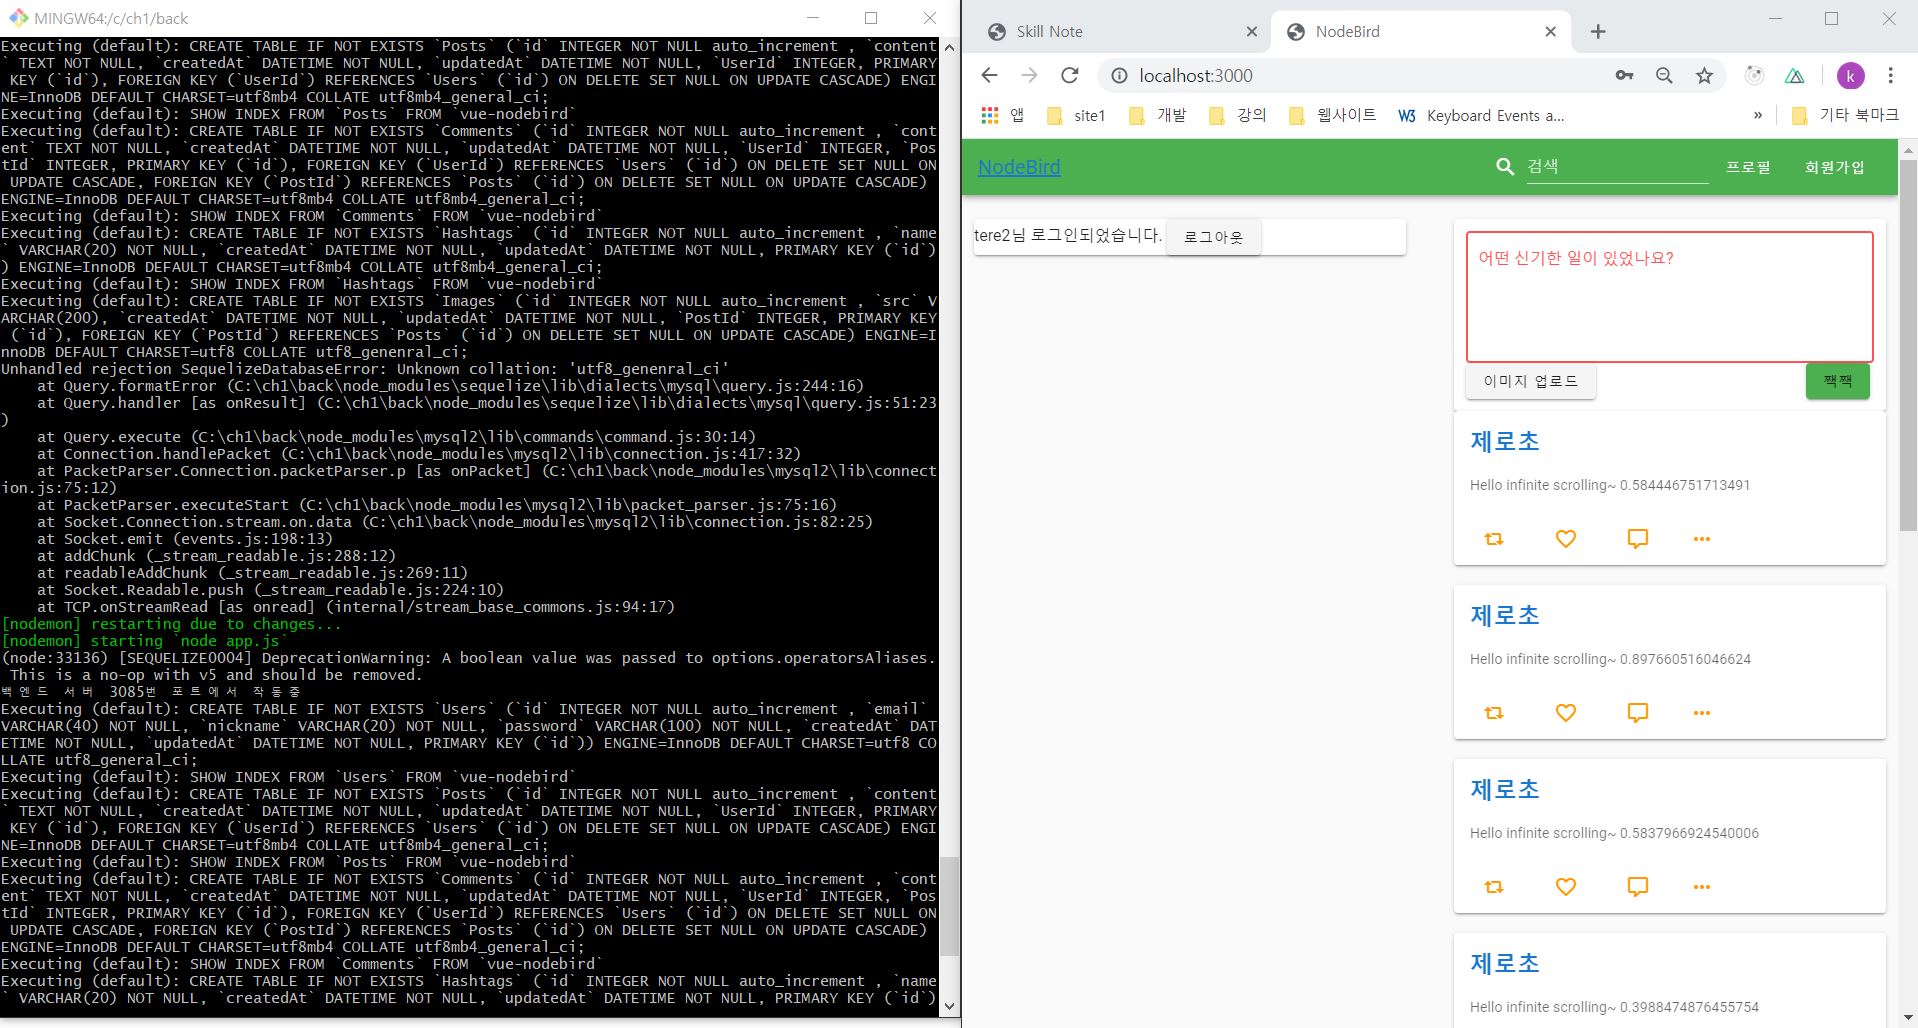 MINGW64:/c/ch1/back
Executing (default): CREATE TABLE IF NOT EXISTS `Posts` (`id` INTEGER NOT NULL auto_increment , `content
` TEXT NOT NULL, `createdAt` DATETIME NOT NULL, `updatedAt` DATETIME NOT NULL, `UserId` INTEGER, PRIMARY
 KEY (`id`), FOREIGN KEY (`UserId`) REFERENCES `Users` (`id`) ON DELETE SET NULL ON UPDATE CASCADE) ENGI
NE=InnoDB DEFAULT CHARSET=utf8mb4 COLLATE utf8mb4_general_ci;
Executing (default): SHOW INDEX FROM `Posts` FROM `vue-nodebird`
Executing (default): CREATE TABLE IF NOT EXISTS `Comments` (`id` INTEGER NOT NULL auto_increment , `cont
ent` TEXT NOT NULL, `createdAt` DATETIME NOT NULL, `updatedAt` DATETIME NOT NULL, `UserId` INTEGER, `Pos
tId` INTEGER, PRIMARY KEY (`id`), FOREIGN KEY (`UserId`) REFERENCES `Users` (`id`) ON DELETE SET NULL ON
 UPDATE CASCADE, FOREIGN KEY (`PostId`) REFERENCES `Posts` (`id`) ON DELETE SET NULL ON UPDATE CASCADE)
ENGINE=InnoDB DEFAULT CHARSET=utf8mb4 COLLATE utf8mb4_general_ci;
Executing (default): SHOW INDEX FROM `Comments` FROM `vue-nodebird`
Executing (default): CREATE TABLE IF NOT EXISTS `Hashtags` (`id` INTEGER NOT NULL auto_increment , `name
` VARCHAR(20) NOT NULL, `createdAt` DATETIME NOT NULL, `updatedAt` DATETIME NOT NULL, PRIMARY KEY (`id`)
) ENGINE=InnoDB DEFAULT CHARSET=utf8mb4 COLLATE utf8mb4_general_ci;
Executing (default): SHOW INDEX FROM `Hashtags` FROM `vue-nodebird`
Executing (default): CREATE TABLE IF NOT EXISTS `Images` (`id` INTEGER NOT NULL auto_increment , `src` V
ARCHAR(200), `createdAt` DATETIME NOT NULL, `updatedAt` DATETIME NOT NULL, `PostId` INTEGER, PRIMARY KEY
 (`id`), FOREIGN KEY (`PostId`) REFERENCES `Posts` (`id`) ON DELETE SET NULL ON UPDATE CASCADE) ENGINE=I
nnoDB DEFAULT CHARSET=utf8 COLLATE utf8_genenral_ci;
Unhandled rejection SequelizeDatabaseError: Unknown collation: 'utf8_genenral_ci'
    at Query.formatError (C:\ch1\back\node_modules\sequelize\lib\dialects\mysql\query.js:244:16)
    at Query.handler [as onResult] (C:\ch1\back\node_modules\sequelize\lib\dialects\mysql\query.js:51:23
)
    at Query.execute (C:\ch1\back\node_modules\mysql2\lib\commands\command.js:30:14)
    at Connection.handlePacket (C:\ch1\back\node_modules\mysql2\lib\connection.js:417:32)
    at PacketParser.Connection.packetParser.p [as onPacket] (C:\ch1\back\node_modules\mysql2\lib\connect
ion.js:75:12)
    at PacketParser.executeStart (C:\ch1\back\node_modules\mysql2\lib\packet_parser.js:75:16)
    at Socket.Connection.stream.on.data (C:\ch1\back\node_modules\mysql2\lib\connection.js:82:25)
    at Socket.emit (events.js:198:13)
    at addChunk (_stream_readable.js:288:12)
    at readableAddChunk (_stream_readable.js:269:11)
    at Socket.Readable.push (_stream_readable.js:224:10)
    at TCP.onStreamRead [as onread] (internal/stream_base_commons.js:94:17)
[nodemon] restarting due to changes...
[nodemon] starting `node app.js`
(node:33136) [SEQUELIZE0004] DeprecationWarning: A boolean value was passed to options.operatorsAliases.
 This is a no-op with v5 and should be removed.
백엔드 서버 3085번 포트에서 작동중
Executing (default): CREATE TABLE IF NOT EXISTS `Users` (`id` INTEGER NOT NULL auto_increment , `email`
VARCHAR(40) NOT NULL, `nickname` VARCHAR(20) NOT NULL, `password` VARCHAR(100) NOT NULL, `createdAt` DAT
ETIME NOT NULL, `updatedAt` DATETIME NOT NULL, PRIMARY KEY (`id`)) ENGINE=InnoDB DEFAULT CHARSET=utf8 CO
LLATE utf8_general_ci;
Executing (default): SHOW INDEX FROM `Users` FROM `vue-nodebird`
Executing (default): CREATE TABLE IF NOT EXISTS `Posts` (`id` INTEGER NOT NULL auto_increment , `content
` TEXT NOT NULL, `createdAt` DATETIME NOT NULL, `updatedAt` DATETIME NOT NULL, `UserId` INTEGER, PRIMARY
 KEY (`id`), FOREIGN KEY (`UserId`) REFERENCES `Users` (`id`) ON DELETE SET NULL ON UPDATE CASCADE) ENGI
NE=InnoDB DEFAULT CHARSET=utf8mb4 COLLATE utf8mb4_general_ci;
Executing (default): SHOW INDEX FROM `Posts` FROM `vue-nodebird`
Executing (default): CREATE TABLE IF NOT EXISTS `Comments` (`id` INTEGER NOT NULL auto_increment , `cont
ent` TEXT NOT NULL, `createdAt` DATETIME NOT NULL, `updatedAt` DATETIME NOT NULL, `UserId` INTEGER, `Pos
tId` INTEGER, PRIMARY KEY (`id`), FOREIGN KEY (`UserId`) REFERENCES `Users` (`id`) ON DELETE SET NULL ON
 UPDATE CASCADE, FOREIGN KEY (`PostId`) REFERENCES `Posts` (`id`) ON DELETE SET NULL ON UPDATE CASCADE)
ENGINE=InnoDB DEFAULT CHARSET=utf8mb4 COLLATE utf8mb4_general_ci;
Executing (default): SHOW INDEX FROM `Comments` FROM `vue-nodebird`
Executing (default): CREATE TABLE IF NOT EXISTS `Hashtags` (`id` INTEGER NOT NULL auto_increment , `name
` VARCHAR(20) NOT NULL, `createdAt` DATETIME NOT NULL, `updatedAt` DATETIME NOT NULL, PRIMARY KEY (`id`)
Skill Note NodeBird
localhost:3000 k
앱 site1 개발 강의 웹사이트 W3 Keyboard Events a... » 기타 북마크
NodeBird 검색 프로필 회원가입
tere2님 로그인되었습니다. 로그아웃
어떤 신기한 일이 있었나요?
이미지 업로드 짹짹
제로초
Hello infinite scrolling~ 0.584446751713491
제로초
Hello infinite scrolling~ 0.897660516046624
제로초
Hello infinite scrolling~ 0.5837966924540006
제로초
Hello infinite scrolling~ 0.3988474876455754